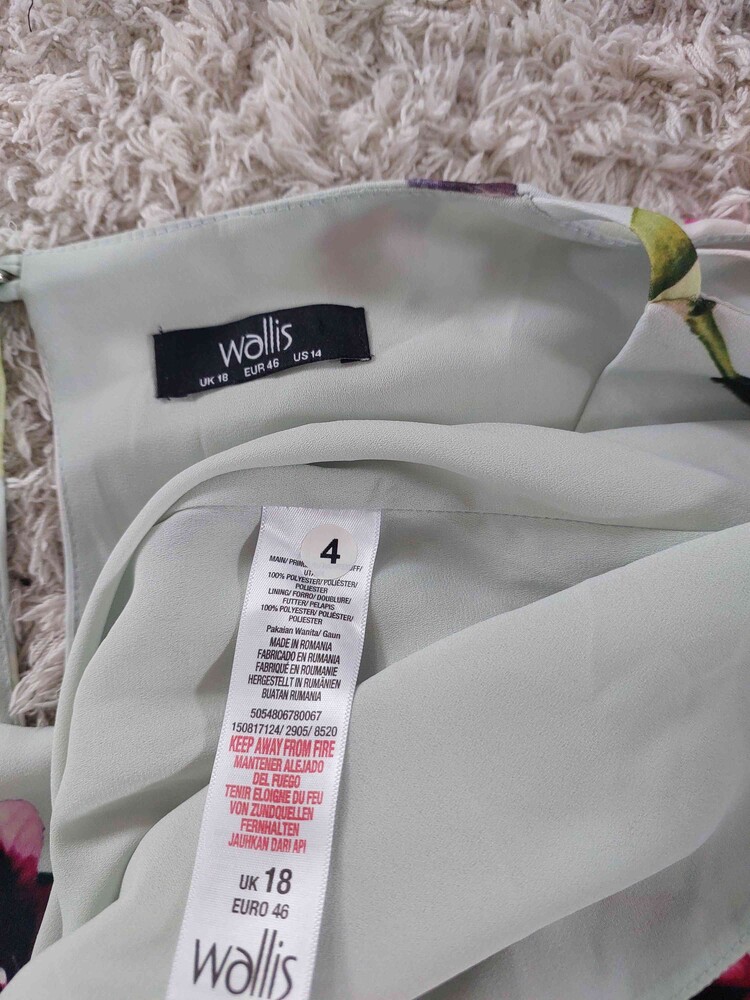 wallis
UK 18 EUR 46 US 14
4
MAIN/
100% POLYESTER/ POLIÉSTER/
POLIESTER
LINING/ FORRO/ DOUBLURE/
FUTTER/ PELAPIS
100% POLYESTER/ POLIÉSTER/
POLIESTER
Pakaian Wanita/ Gaun
MADE IN ROMANIA
FABRICADO EN RUMANIA
FABRIQUÉ EN ROUMANIE
HERGESTELLT IN RUMÄNIEN
BUATAN RUMANIA
5054806780067
150817124/ 2905/ 8520
KEEP AWAY FROM FIRE
MANTENER ALEJADO
DEL FUEGO
TENIR ELOIGNE DU FEU
VON ZUNDQUELLEN
FERNHALTEN
JAUHKAN DARI API
UK 18
EURO 46
wallis